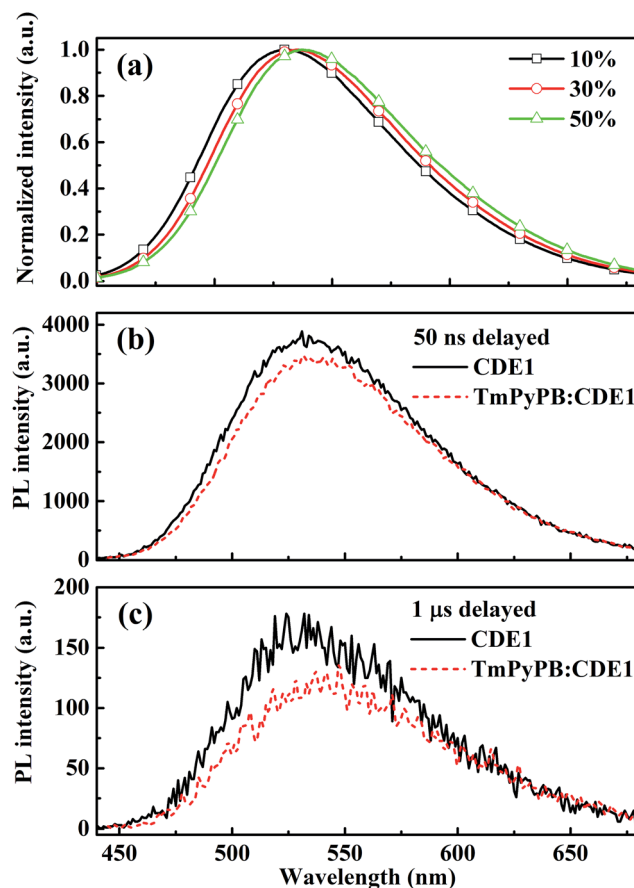 Normalized intensity (a.u.)
1.0
0.8
0.6
0.4
0.2
0.0
(a)
10%
30%
50%
PL intensity (a.u.)
4000
3000
2000
1000
0
(b)
50 ns delayed
CDE1
TmPyPB:CDE1
PL intensity (a.u.)
200
150
100
50
0
(c)
1 μs delayed
CDE1
TmPyPB:CDE1
450 500 550 600 650
Wavelength (nm)